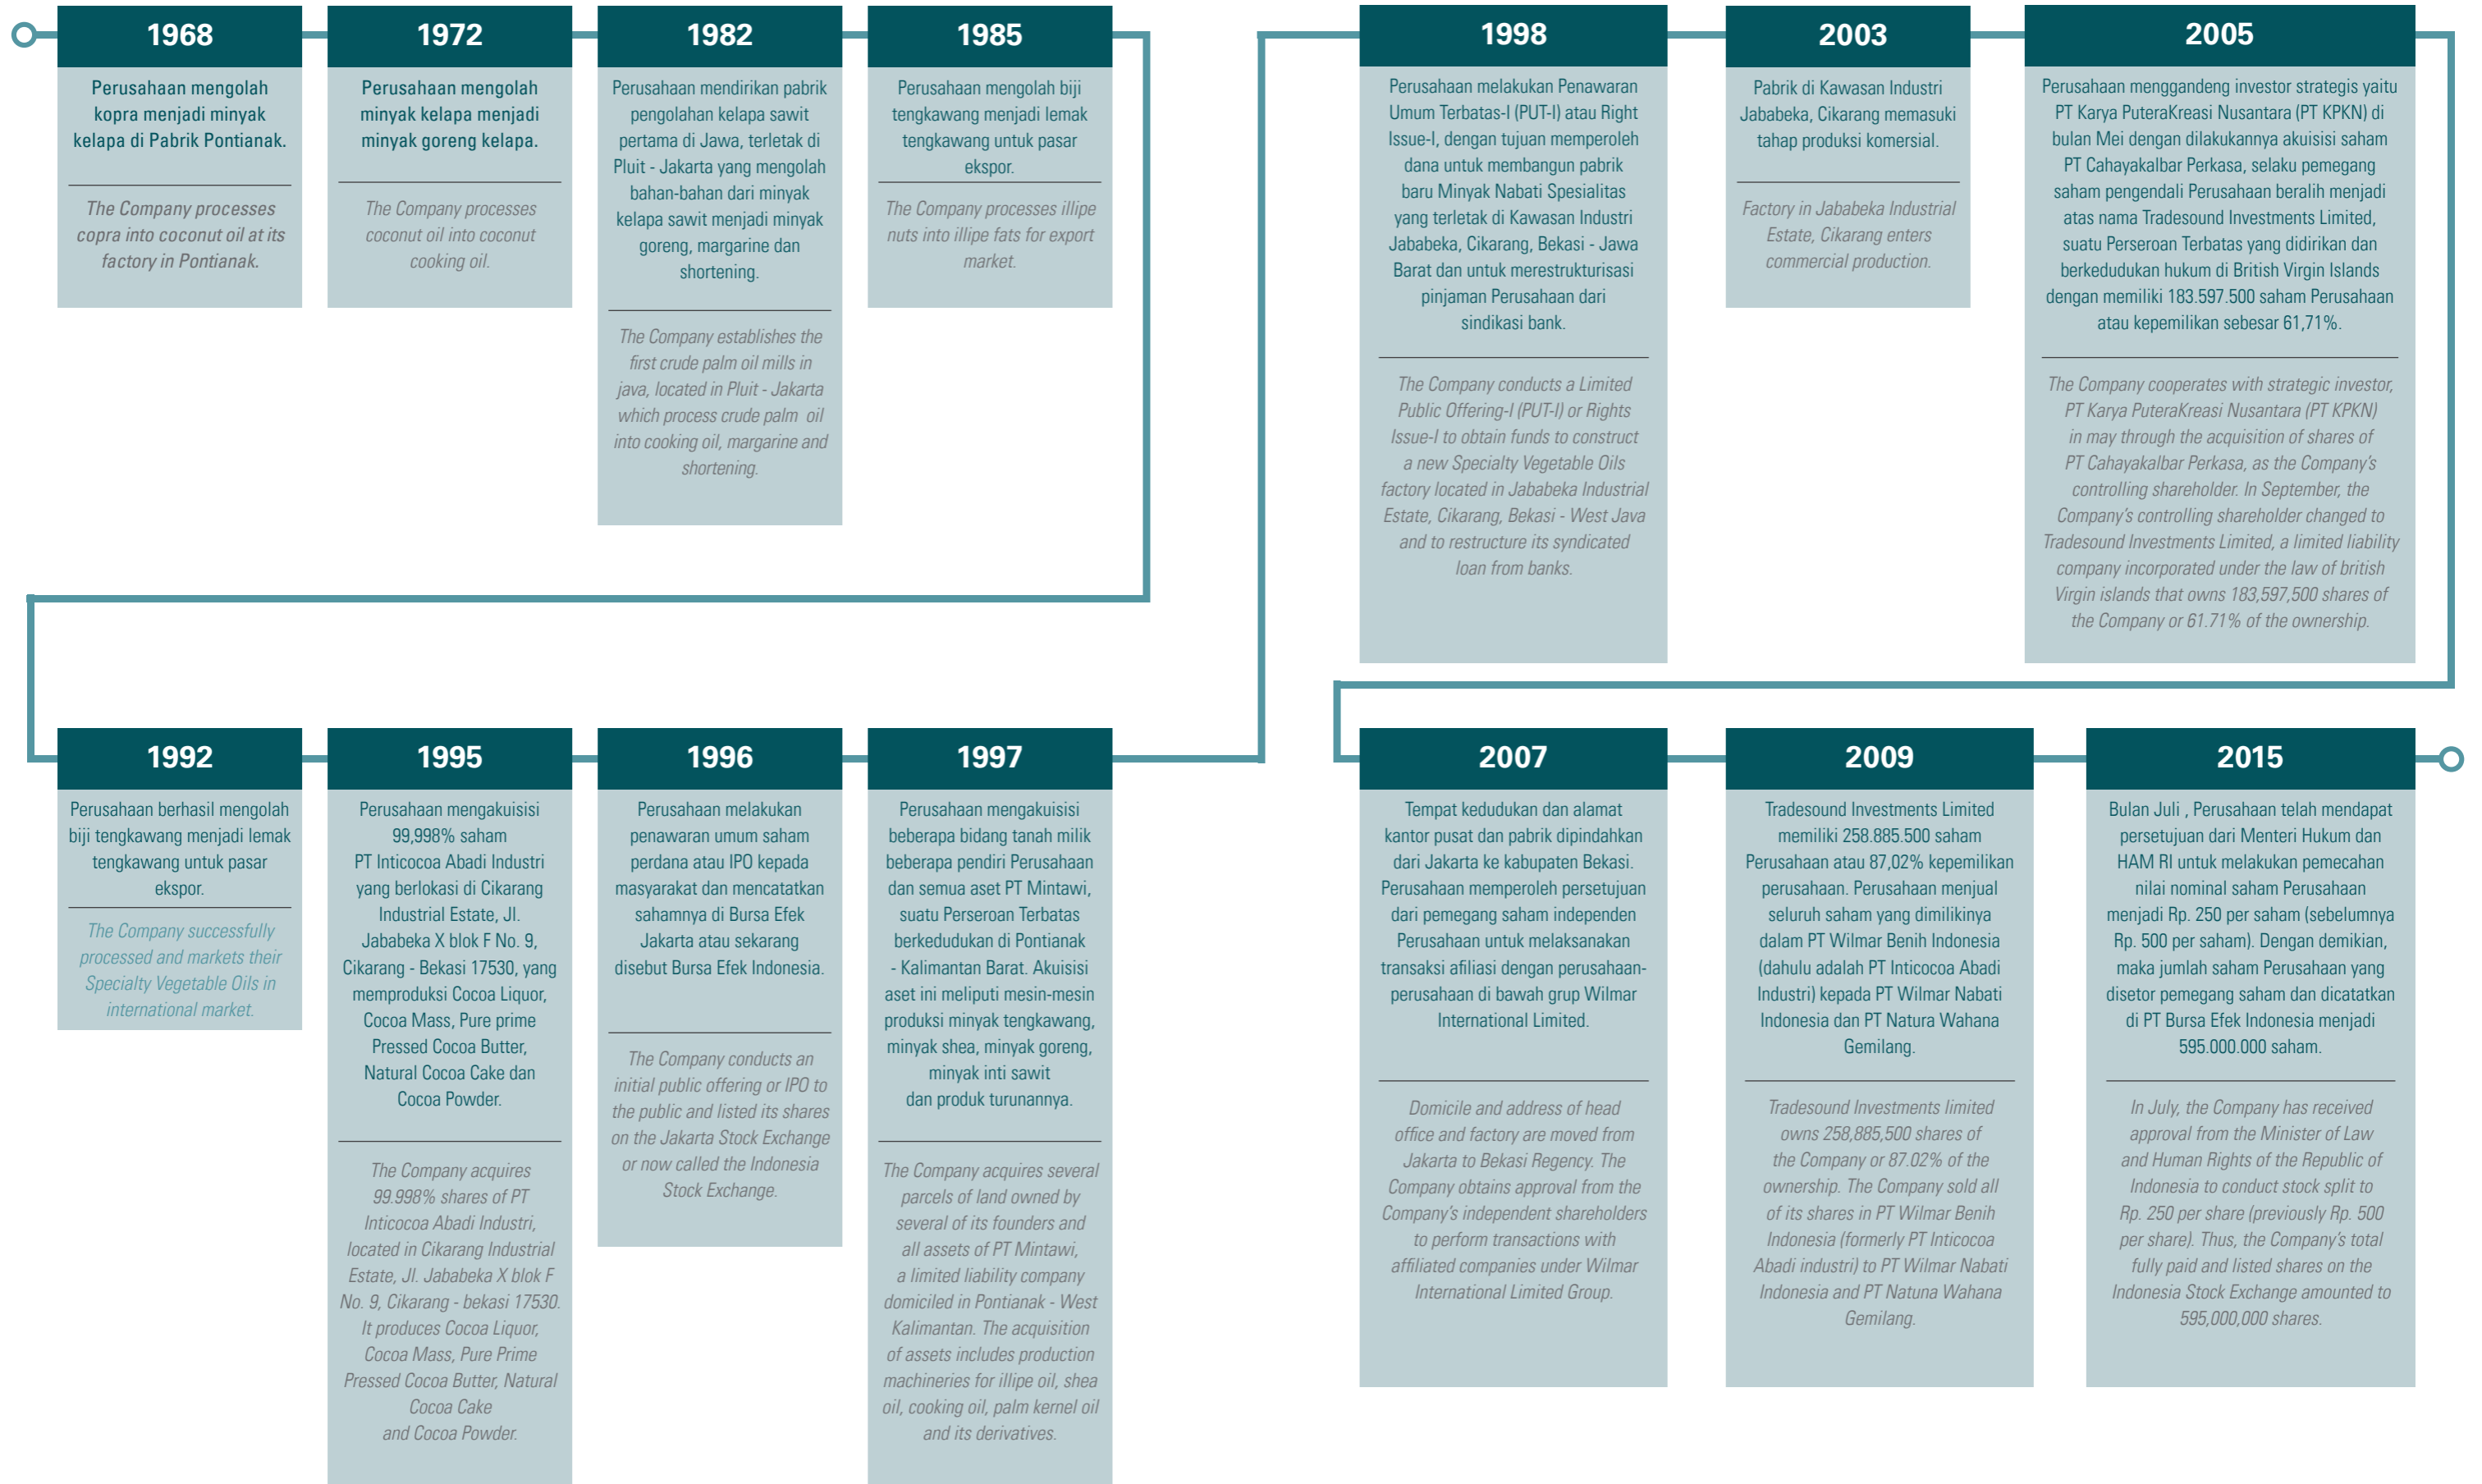 1968
Perusahaan mengolah
kopra menjadi minyak
kelapa di Pabrik Pontianak.
The Company processes
copra into coconut oil at its
factory in Pontianak.
1972
Perusahaan mengolah
minyak kelapa menjadi
minyak goreng kelapa.
The Company processes
coconut oil into coconut
cooking oil.
1982
Perusahaan mendirikan pabrik
pengolahan kelapa sawit
pertama di Jawa, terletak di
Pluit - Jakarta yang mengolah
bahan-bahan dari minyak
kelapa sawit menjadi minyak
goreng, margarine dan
shortening.
The Company establishes the
first crude palm oil mills in
java, located in Pluit - Jakarta
which process crude palm oil
into cooking oil, margarine and
shortening.
1985
Perusahaan mengolah biji
tengkawang menjadi lemak
tengkawang untuk pasar
ekspor.
The Company processes illipe
nuts into illipe fats for export
market.
1992
Perusahaan berhasil mengolah
biji tengkawang menjadi lemak
tengkawang untuk pasar
ekspor.
The Company successfully
processed and markets their
Specialty Vegetable Oils in
international market.
1995
Perusahaan mengakuisisi
99,998% saham
PT Inticocoa Abadi Industri
yang berlokasi di Cikarang
Industrial Estate, Jl.
Jababeka X blok F No. 9,
Cikarang - Bekasi 17530, yang
memproduksi Cocoa Liquor,
Cocoa Mass, Pure prime
Pressed Cocoa Butter,
Natural Cocoa Cake dan
Cocoa Powder.
The Company acquires
99.998% shares of PT
Inticocoa Abadi Industri,
located in Cikarang Industrial
Estate, Jl. Jababeka X blok F
No. 9, Cikarang - bekasi 17530.
It produces Cocoa Liquor,
Cocoa Mass, Pure Prime
Pressed Cocoa Butter, Natural
Cocoa Cake
and Cocoa Powder.
1996
Perusahaan melakukan
penawaran umum saham
perdana atau IPO kepada
masyarakat dan mencatatkan
sahamnya di Bursa Efek
Jakarta atau sekarang
disebut Bursa Efek Indonesia.
The Company conducts an
initial public offering or IPO to
the public and listed its shares
on the Jakarta Stock Exchange
or now called the Indonesia
Stock Exchange.
1997
Perusahaan mengakuisisi
beberapa bidang tanah milik
beberapa pendiri Perusahaan
dan semua aset PT Mintawi,
suatu Perseroan Terbatas
berkedudukan di Pontianak
- Kalimantan Barat. Akuisisi
aset ini meliputi mesin-mesin
produksi minyak tengkawang,
minyak shea, minyak goreng,
minyak inti sawit
dan produk turunannya.
The Company acquires several
parcels of land owned by
several of its founders and
all assets of PT Mintawi,
a limited liability company
domiciled in Pontianak - West
Kalimantan. The acquisition
of assets includes production
machineries for illipe oil, shea
oil, cooking oil, palm kernel oil
and its derivatives.
1998
Perusahaan melakukan Penawaran
Umum Terbatas-I (PUT-I) atau Right
Issue-I, dengan tujuan memperoleh
dana untuk membangun pabrik
baru Minyak Nabati Spesialitas
yang terletak di Kawasan Industri
Jababeka, Cikarang, Bekasi - Jawa
Barat dan untuk merestrukturisasi
pinjaman Perusahaan dari
sindikasi bank.
The Company conducts a Limited
Public Offering-I (PUT-I) or Rights
Issue-I to obtain funds to construct
a new Specialty Vegetable Oils
factory located in Jababeka Industrial
Estate, Cikarang, Bekasi - West Java
and to restructure its syndicated
loan from banks.
2003
Pabrik di Kawasan Industri
Jababeka, Cikarang memasuki
tahap produksi komersial.
Factory in Jababeka Industrial
Estate, Cikarang enters
commercial production.
2005
Perusahaan menggandeng investor strategis yaitu
PT Karya PuteraKreasi Nusantara (PT KPKN) di
bulan Mei dengan dilakukannya akuisisi saham
PT Cahayakalbar Perkasa, selaku pemegang
saham pengendali Perusahaan beralih menjadi
atas nama Tradesound Investments Limited,
suatu Perseroan Terbatas yang didirikan dan
berkedudukan hukum di British Virgin Islands
dengan memiliki 183.597.500 saham Perusahaan
atau kepemilikan sebesar 61,71%.
The Company cooperates with strategic investor,
PT Karya PuteraKreasi Nusantara (PT KPKN)
in may through the acquisition of shares of
PT Cahayakalbar Perkasa, as the Company's
controlling shareholder. In September, the
Company's controlling shareholder changed to
Tradesound Investments Limited, a limited liability
company incorporated under the law of british
Virgin islands that owns 183,597,500 shares of
the Company or 61.71% of the ownership.
2007
Tempat kedudukan dan alamat
kantor pusat dan pabrik dipindahkan
dari Jakarta ke kabupaten Bekasi.
Perusahaan memperoleh persetujuan
dari pemegang saham independen
Perusahaan untuk melaksanakan
transaksi afiliasi dengan perusahaan-
perusahaan di bawah grup Wilmar
International Limited.
Domicile and address of head
office and factory are moved from
Jakarta to Bekasi Regency. The
Company obtains approval from the
Company's independent shareholders
to perform transactions with
affiliated companies under Wilmar
International Limited Group.
2009
Tradesound Investments Limited
memiliki 258.885.500 saham
Perusahaan atau 87,02% kepemilikan
perusahaan. Perusahaan menjual
seluruh saham yang dimilikinya
dalam PT Wilmar Benih Indonesia
(dahulu adalah PT Inticocoa Abadi
Industri) kepada PT Wilmar Nabati
Indonesia dan PT Natura Wahana
Gemilang.
Tradesound Investments limited
owns 258,885,500 shares of
the Company or 87.02% of the
ownership. The Company sold all
of its shares in PT Wilmar Benih
Indonesia (formerly PT Inticocoa
Abadi industri) to PT Wilmar Nabati
Indonesia and PT Natuna Wahana
Gemilang.
2015
Bulan Juli , Perusahaan telah mendapat
persetujuan dari Menteri Hukum dan
HAM RI untuk melakukan pemecahan
nilai nominal saham Perusahaan
menjadi Rp. 250 per saham (sebelumnya
Rp. 500 per saham). Dengan demikian,
maka jumlah saham Perusahaan yang
disetor pemegang saham dan dicatatkan
di PT Bursa Efek Indonesia menjadi
595.000.000 saham.
In July, the Company has received
approval from the Minister of Law
and Human Rights of the Republic of
Indonesia to conduct stock split to
Rp. 250 per share (previously Rp. 500
per share). Thus, the Company's total
fully paid and listed shares on the
Indonesia Stock Exchange amounted to
595,000,000 shares.